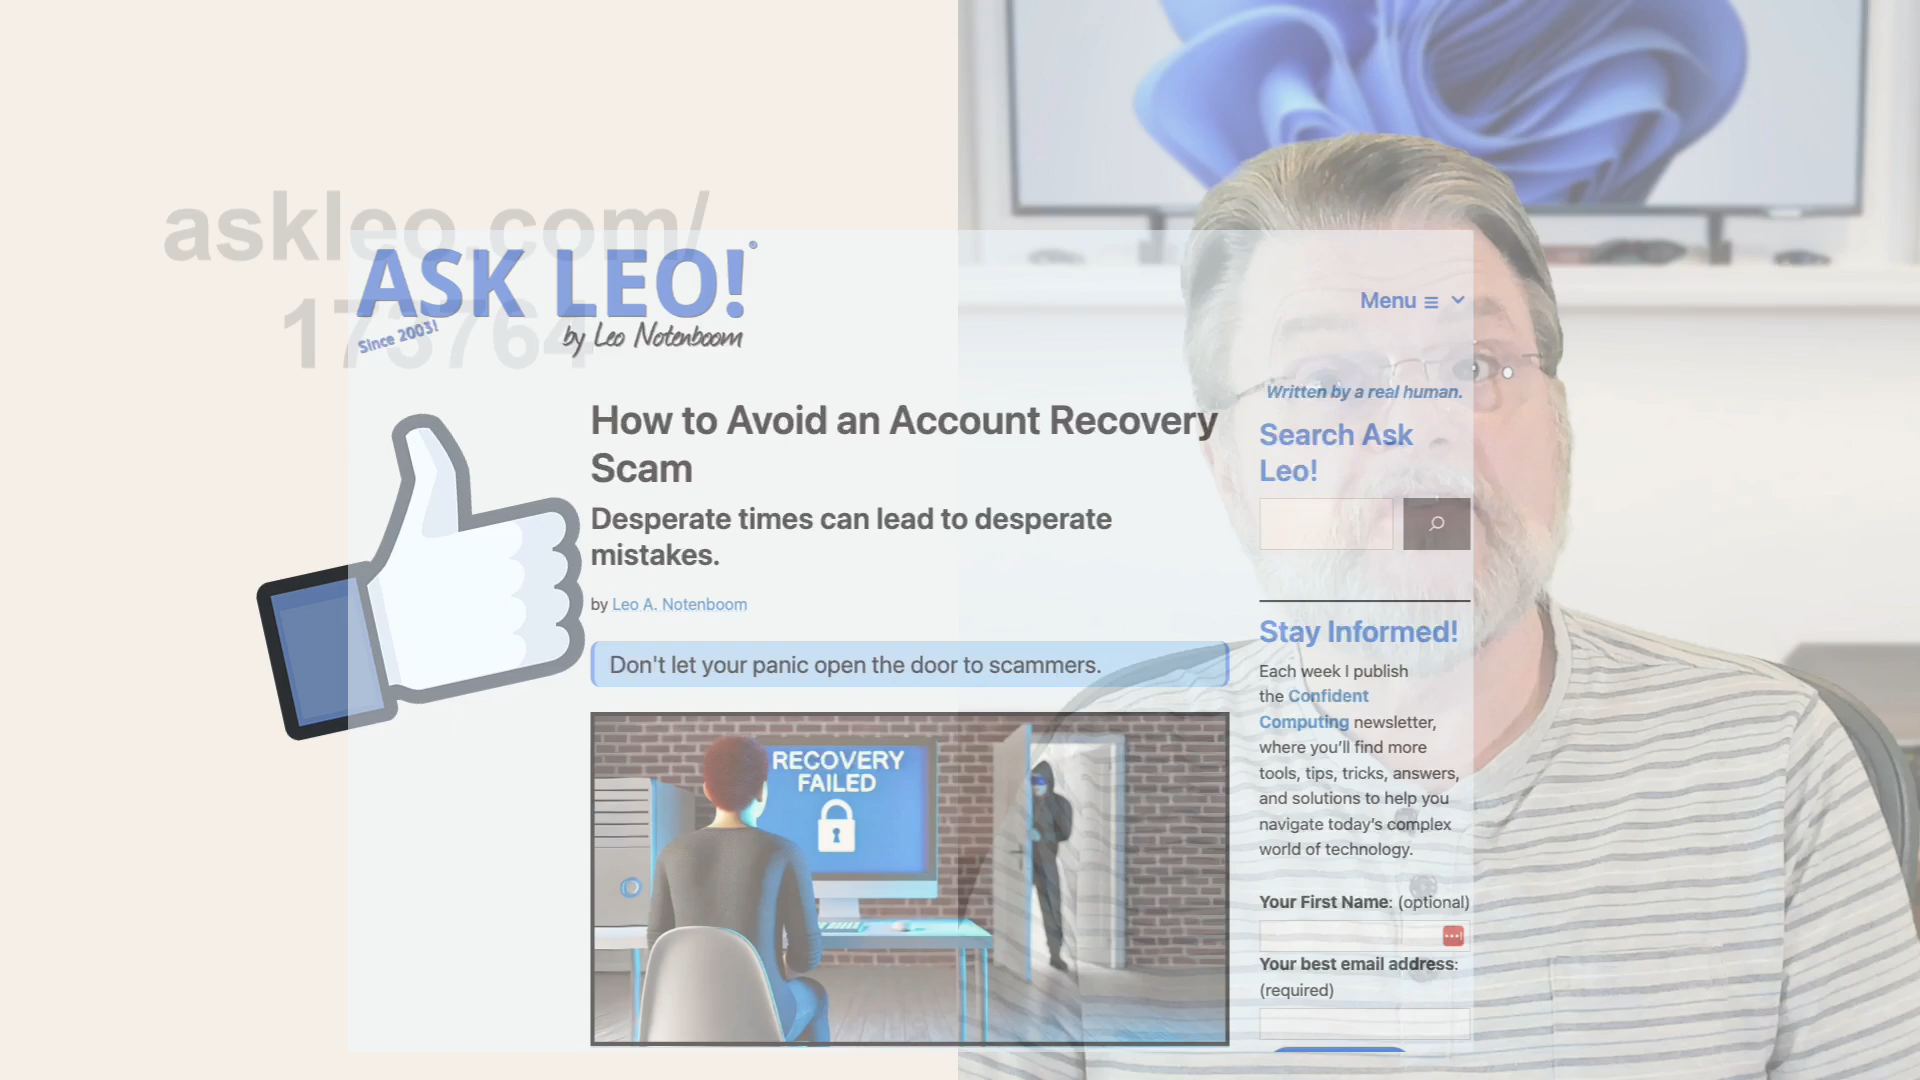 askleo.com/
173764
ASK LEO!®
Since 2003!
by Leo Notenboom
Menu
Written by a real human.
How to Avoid an Account Recovery
Scam
Desperate times can lead to desperate
mistakes.
by Leo A. Notenboom
Don't let your panic open the door to scammers.
RECOVERY
FAILED
Search Ask
Leo!
Stay Informed!
Each week I publish
the Confident
Computing newsletter,
where you'll find more
tools, tips, tricks, answers,
and solutions to help you
navigate today's complex
world of technology.
Your First Name: (optional)
Your best email address:
(required)